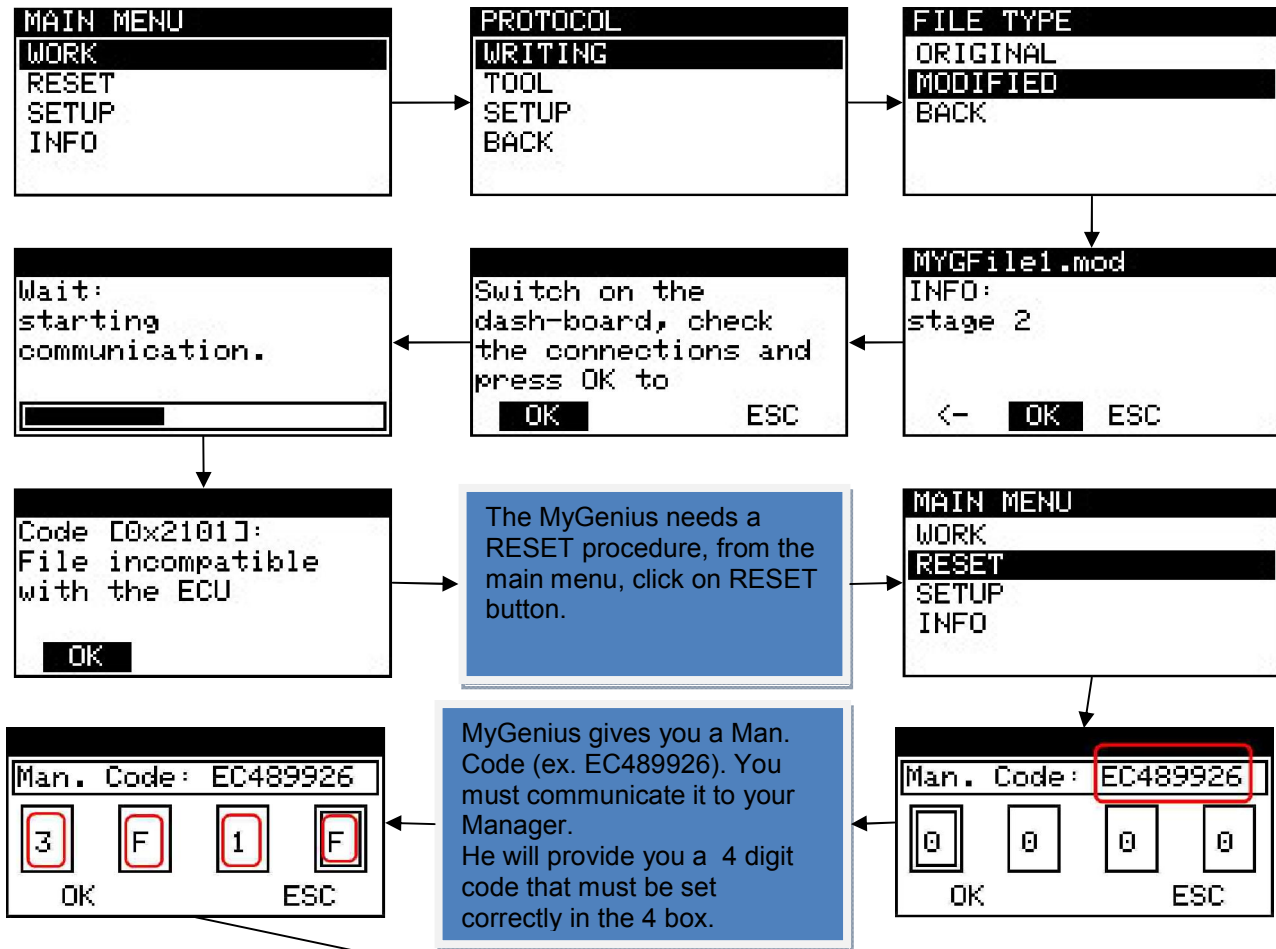 MAIN MENU
WORK
RESET
SETUP
INFO
PROTOCOL
WRITING
TOOL
SETUP
BACK
FILE TYPE
ORIGINAL
MODIFIED
BACK
MYGFile1.mod
INFO:
stage 2
<- OK ESC
Switch on the
dash-board, check
the connections and
press OK to
OK ESC
Wait:
starting
communication.
Code [0x2101]:
File incompatible
with the ECU
OK
The MyGenius needs a
RESET procedure, from the
main menu, click on RESET
button.
MAIN MENU
WORK
RESET
SETUP
INFO
Man. Code: EC489926
0 0 0 0
OK ESC
MyGenius gives you a Man.
Code (ex. EC489926). You
must communicate it to your
Manager.
He will provide you a 4 digit
code that must be set
correctly in the 4 box.
Man. Code: EC489926
3 F 1 F
OK ESC